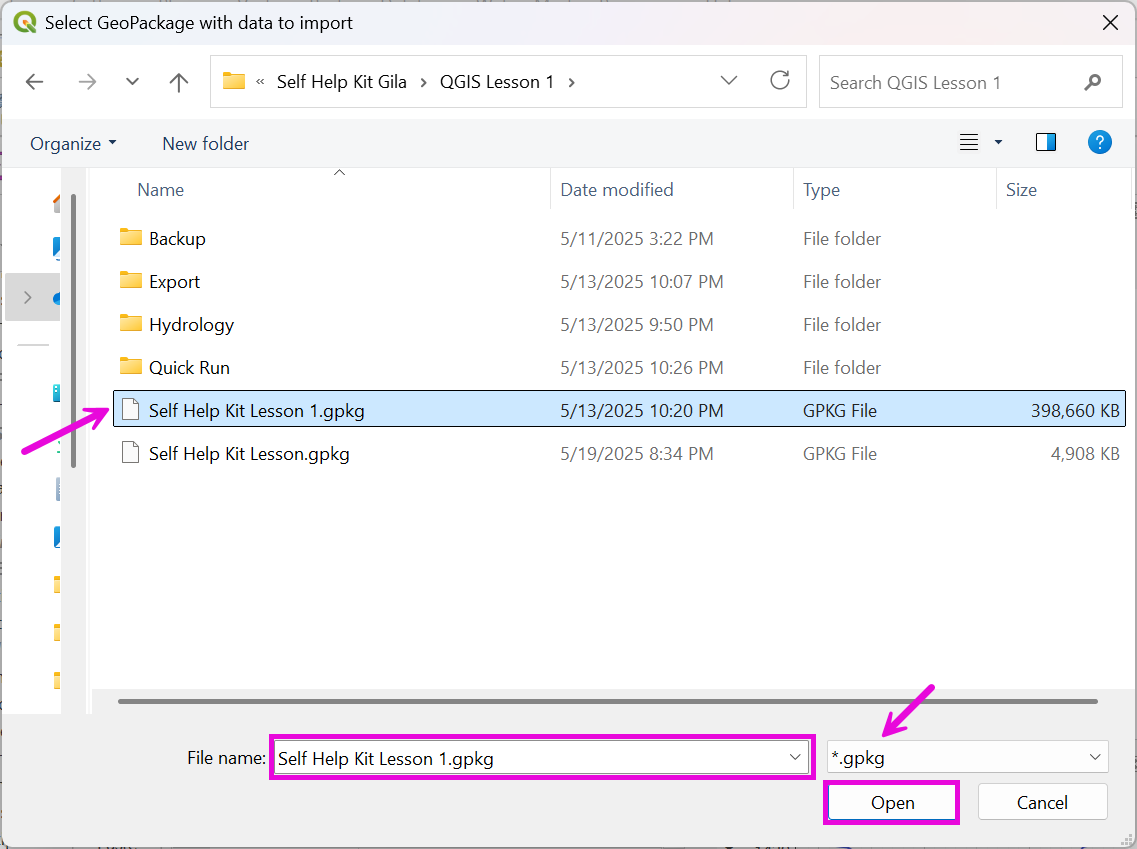 Select GeoPackage with data to import
« Self Help Kit Gila › QGIS Lesson 1 ›
Search QGIS Lesson 1
Organize
New folder
Name Date modified Type Size
Backup 5/11/2025 3:22 PM File folder
Export 5/13/2025 10:07 PM File folder
Hydrology 5/13/2025 9:50 PM File folder
Quick Run 5/13/2025 10:26 PM File folder
Self Help Kit Lesson 1.gpkg 5/13/2025 10:20 PM GPKG File 398,660 KB
Self Help Kit Lesson.gpkg 5/19/2025 8:34 PM GPKG File 4,908 KB
File name: Self Help Kit Lesson 1.gpkg *.gpkg
Open Cancel